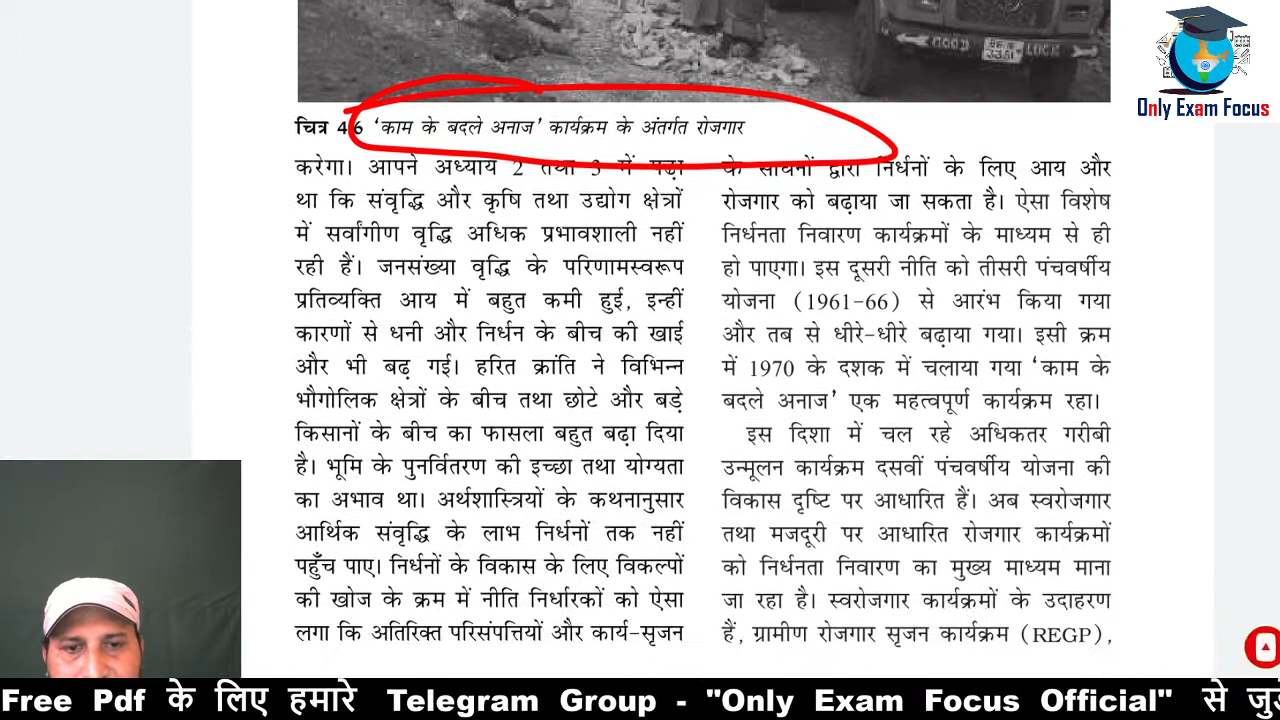 GOOD LUCK
Only Exam Focus
चित्र 4.6 ‘काम के बदले अनाज’ कार्यक्रम के अंतर्गत रोजगार
करेगा। आपने अध्याय 2 तथा 3 में पढ़ा
था कि संवृद्धि और कृषि तथा उद्योग क्षेत्रों
में सर्वांगीण वृद्धि अधिक प्रभावशाली नहीं
रही हैं। जनसंख्या वृद्धि के परिणामस्वरूप
प्रतिव्यक्ति आय में बहुत कमी हुई, इन्हीं
कारणों से धनी और निर्धन के बीच की खाई
और भी बढ़ गई। हरित क्रांति ने विभिन्न
भौगोलिक क्षेत्रों के बीच तथा छोटे और बड़े
किसानों के बीच का फासला बहुत बढ़ा दिया
है। भूमि के पुनर्वितरण की इच्छा तथा योग्यता
का अभाव था। अर्थशास्त्रियों के कथनानुसार
आर्थिक संवृद्धि के लाभ निर्धनों तक नहीं
पहुँच पाए। निर्धनों के विकास के लिए विकल्पों
की खोज के क्रम में नीति निर्धारकों को ऐसा
लगा कि अतिरिक्त परिसंपत्तियों और कार्य-सृजन
के साधनों द्वारा निर्धनों के लिए आय और
रोजगार को बढ़ाया जा सकता है। ऐसा विशेष
निर्धनता निवारण कार्यक्रमों के माध्यम से ही
हो पाएगा। इस दूसरी नीति को तीसरी पंचवर्षीय
योजना (1961-66) से आरंभ किया गया
और तब से धीरे-धीरे बढ़ाया गया। इसी क्रम
में 1970 के दशक में चलाया गया ‘काम के
बदले अनाज’ एक महत्वपूर्ण कार्यक्रम रहा।
इस दिशा में चल रहे अधिकतर गरीबी
उन्मूलन कार्यक्रम दसवीं पंचवर्षीय योजना की
विकास दृष्टि पर आधारित हैं। अब स्वरोजगार
तथा मजदूरी पर आधारित रोजगार कार्यक्रमों
को निर्धनता निवारण का मुख्य माध्यम माना
जा रहा है। स्वरोजगार कार्यक्रमों के उदाहरण
हैं, ग्रामीण रोजगार सृजन कार्यक्रम (REGP),
Free Pdf के लिए हमारे Telegram Group - "Only Exam Focus Official" से जुड़